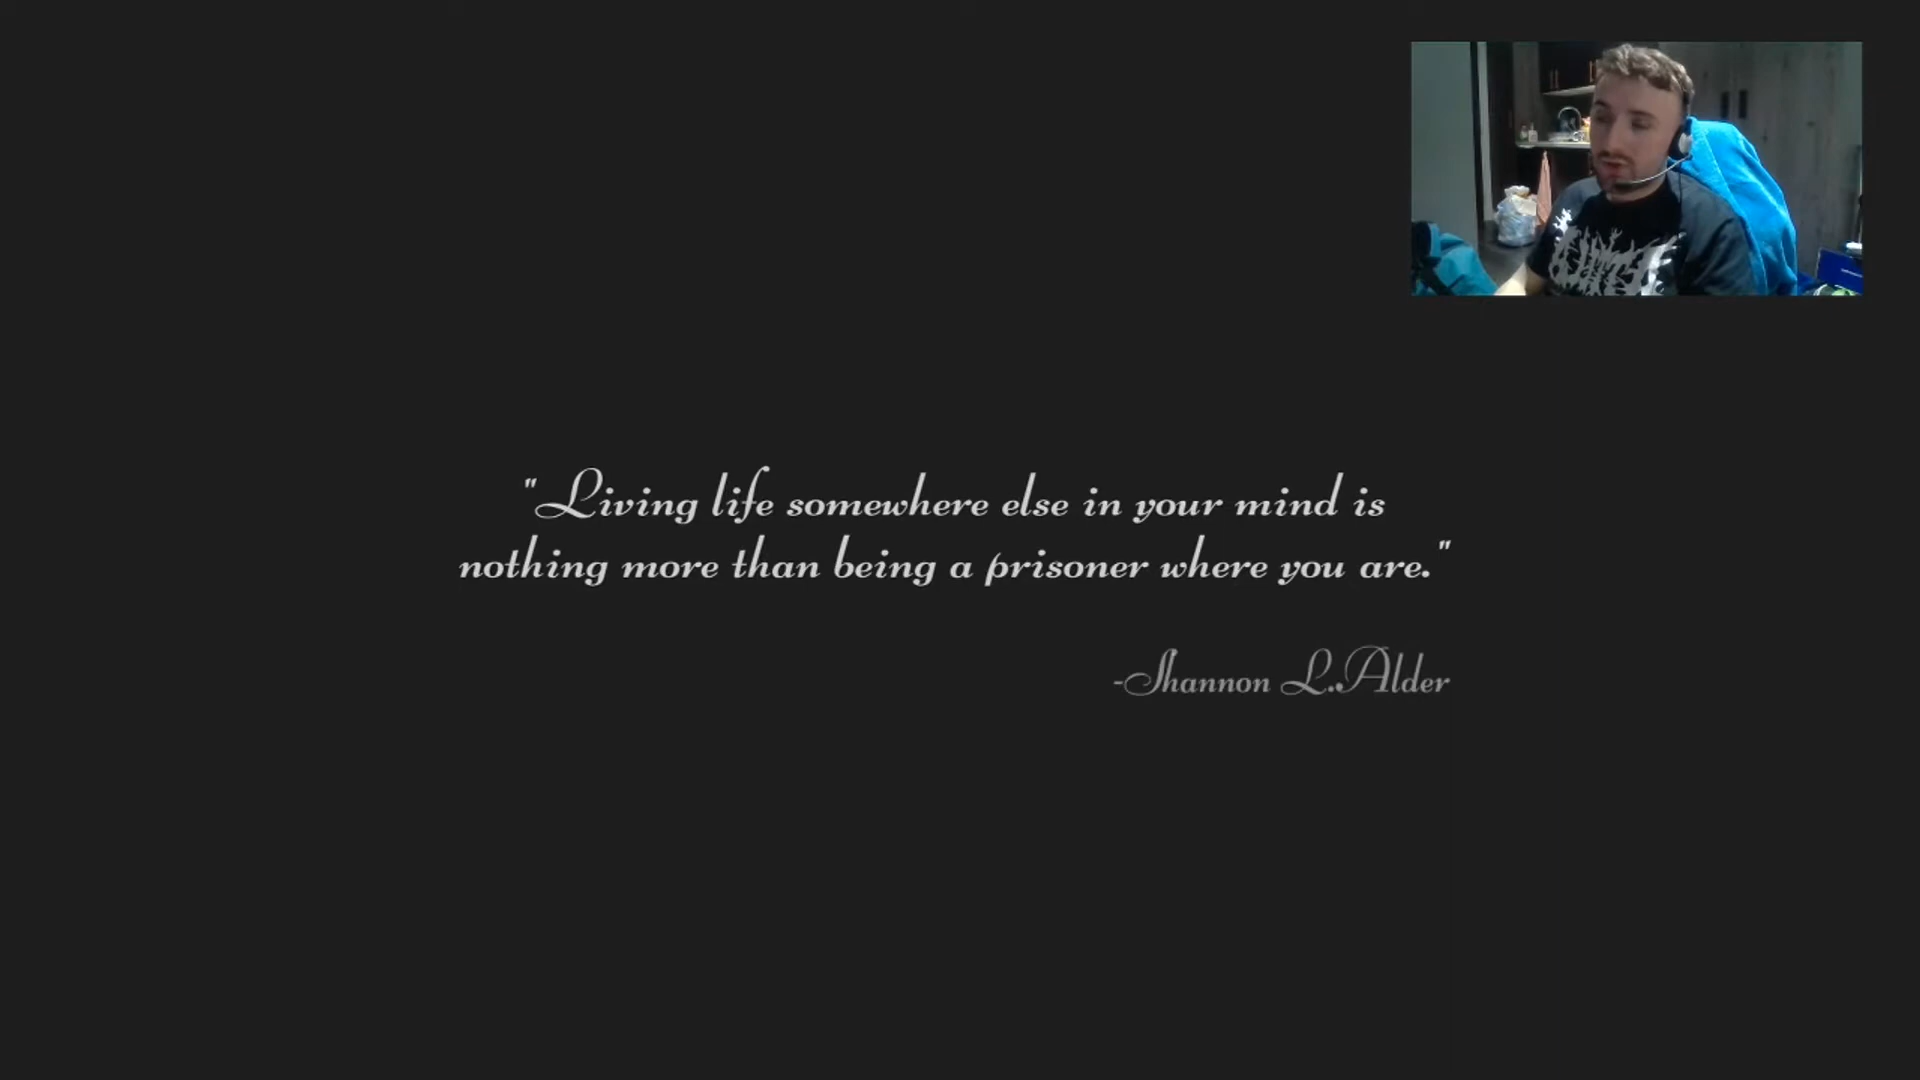 "Living life somewhere else in your mind is
nothing more than being a prisoner where you are."
-Shannon L.Alder